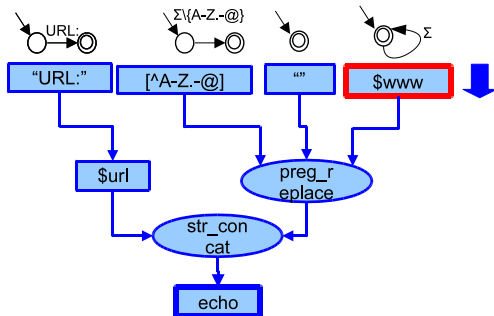 URL:
Σ\{A-Z.-@}
Σ
“URL:”
[^A-Z.-@]
“”
$www
$url
preg_r
eplace
str_con
cat
echo